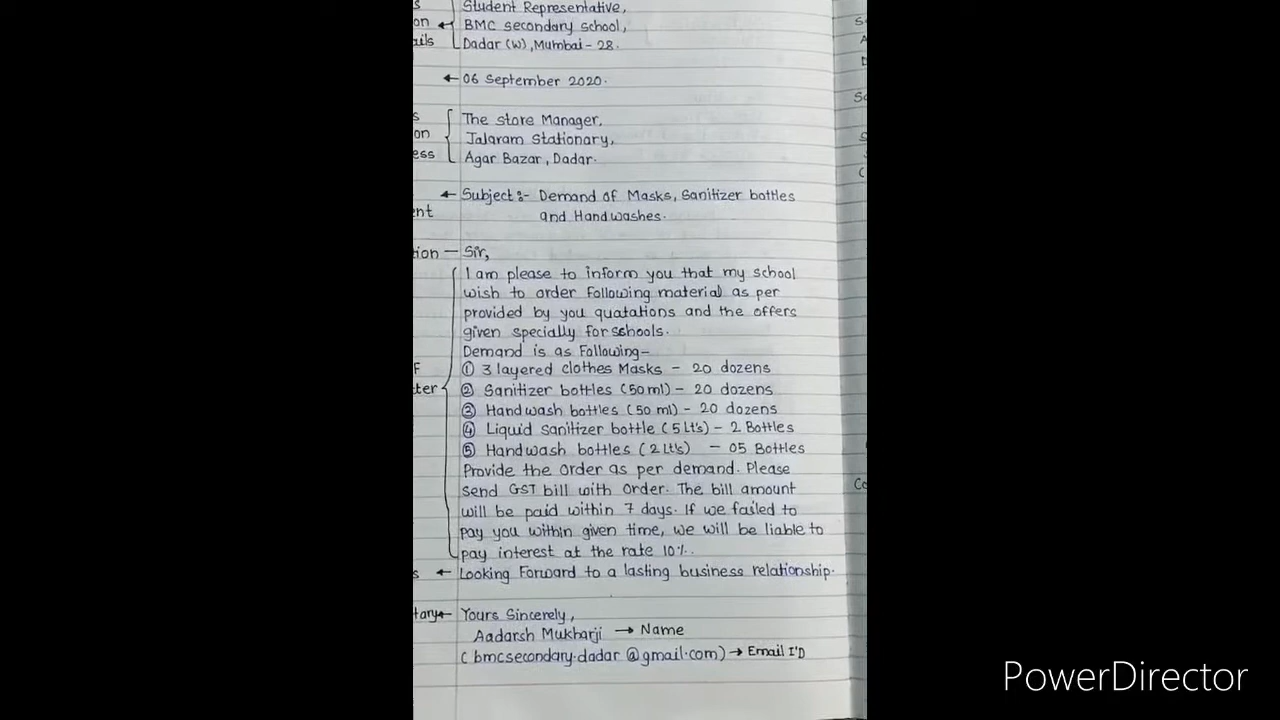 s
Student Representative,
on ← BMC secondary school,
ails Dadar (W), Mumbai - 28.
← 06 September 2020.
s The store Manager,
on Jalaram Stationary,
ess Agar Bazar, Dadar.
← Subject :- Demand of Masks, Sanitizer bottles
ent and Handwashes.
tion — Sir,
I am please to inform you that my school
wish to order following material as per
provided by you quatations and the offers
given specially for schools.
Demand is as Following -
F ① 3 layered clothes Masks - 20 dozens
tter ② Sanitizer bottles (50 ml) - 20 dozens
③ Handwash bottles (50 ml) - 20 dozens
④ Liquid sanitizer bottle (5 Lt's) - 2 Bottles
⑤ Handwash bottles (2 Lt's) - 05 Bottles
Provide the order as per demand. Please
send GST bill with order. The bill amount
will be paid within 7 days. If we failed to
pay you within given time, we will be liable to
pay interest at the rate 10%.
s ← Looking Forward to a lasting business relationship.
tary ← Yours Sincerely,
Aadarsh Mukharji → Name
(bmcsecondary.dadar @gmail.com) → Email I'D
PowerDirector